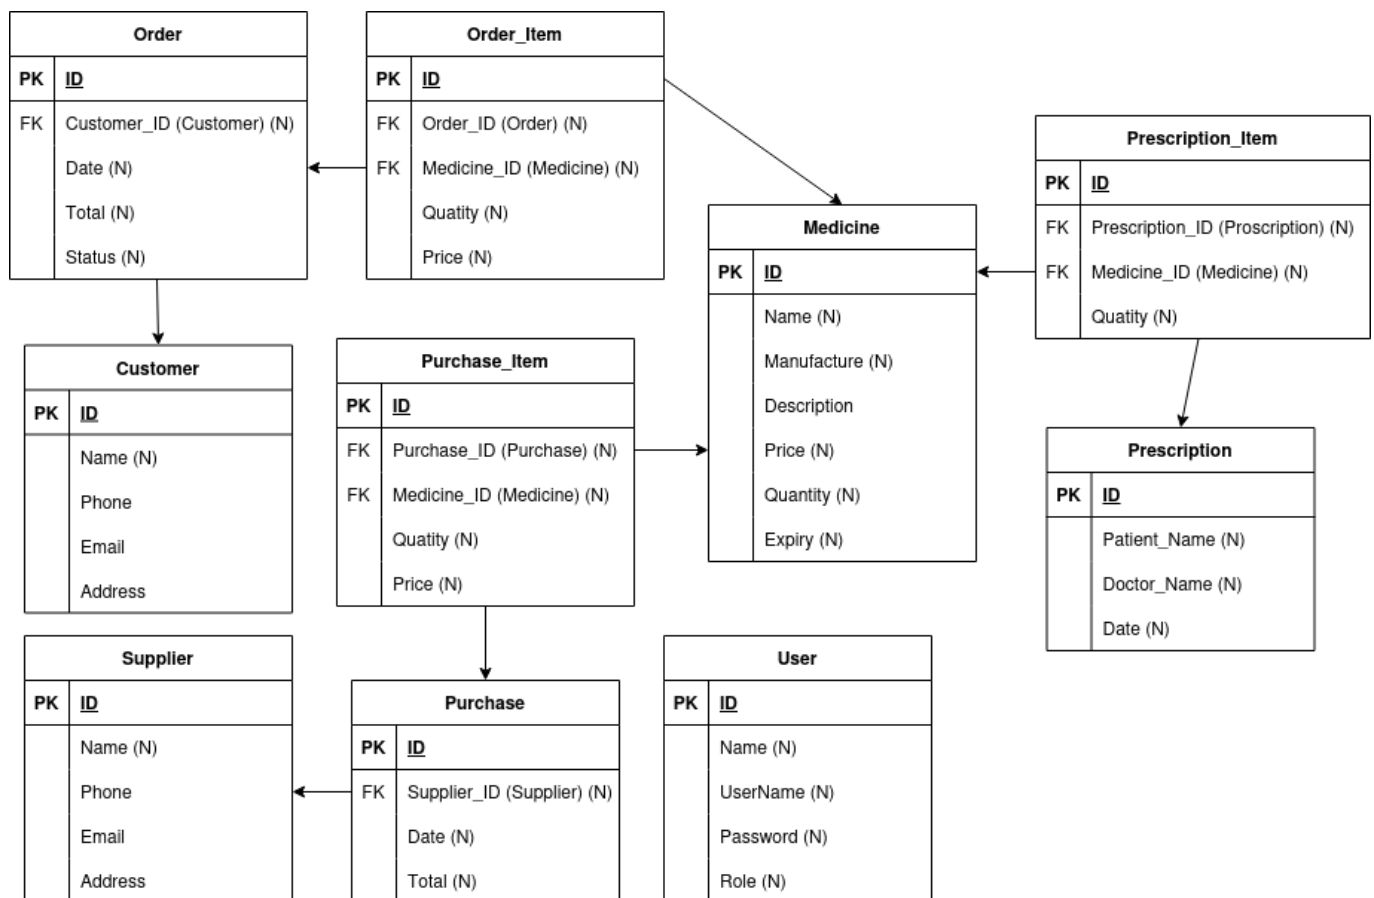 Order
PK ID
FK Customer_ID (Customer) (N)
Date (N)
Total (N)
Status (N)
Order_Item
PK ID
FK Order_ID (Order) (N)
FK Medicine_ID (Medicine) (N)
Quatity (N)
Price (N)
Prescription_Item
PK ID
FK Prescription_ID (Proscription) (N)
FK Medicine_ID (Medicine) (N)
Quatity (N)
Medicine
PK ID
Name (N)
Manufacture (N)
Description
Price (N)
Quantity (N)
Expiry (N)
Customer
PK ID
Name (N)
Phone
Email
Address
Purchase_Item
PK ID
FK Purchase_ID (Purchase) (N)
FK Medicine_ID (Medicine) (N)
Quatity (N)
Price (N)
Prescription
PK ID
Patient_Name (N)
Doctor_Name (N)
Date (N)
Supplier
PK ID
Name (N)
Phone
Email
Address
Purchase
PK ID
FK Supplier_ID (Supplier) (N)
Date (N)
Total (N)
User
PK ID
Name (N)
UserName (N)
Password (N)
Role (N)